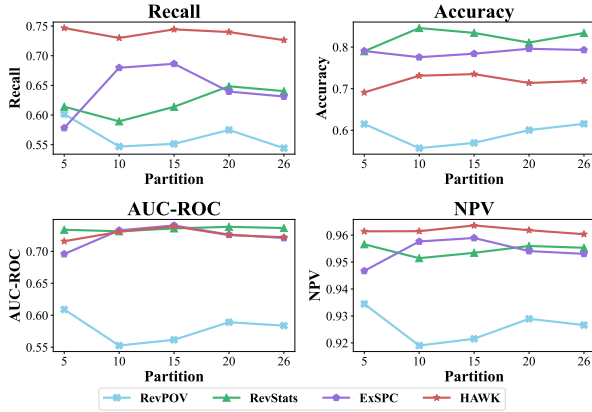 Recall
Accuracy
0.75
0.70
0.65
0.60
0.55
Recall
5 10 15 20 26
Partition
0.8
0.7
0.6
Accuracy
5 10 15 20 26
Partition
AUC-ROC
NPV
0.70
0.65
0.60
0.55
AUC-ROC
5 10 15 20 26
Partition
0.96
0.95
0.94
0.93
0.92
NPV
5 10 15 20 26
Partition
RevPOV RevStats ExSPC HAWK